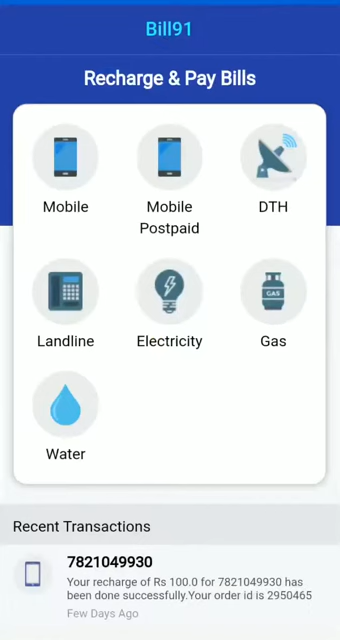 Bill91
Recharge & Pay Bills
Mobile
Mobile
Postpaid
DTH
Landline
Electricity
GAS
Gas
Water
Recent Transactions
7821049930
Your recharge of Rs 100.0 for 7821049930 has
been done successfully.Your order id is 2950465
Few Days Ago